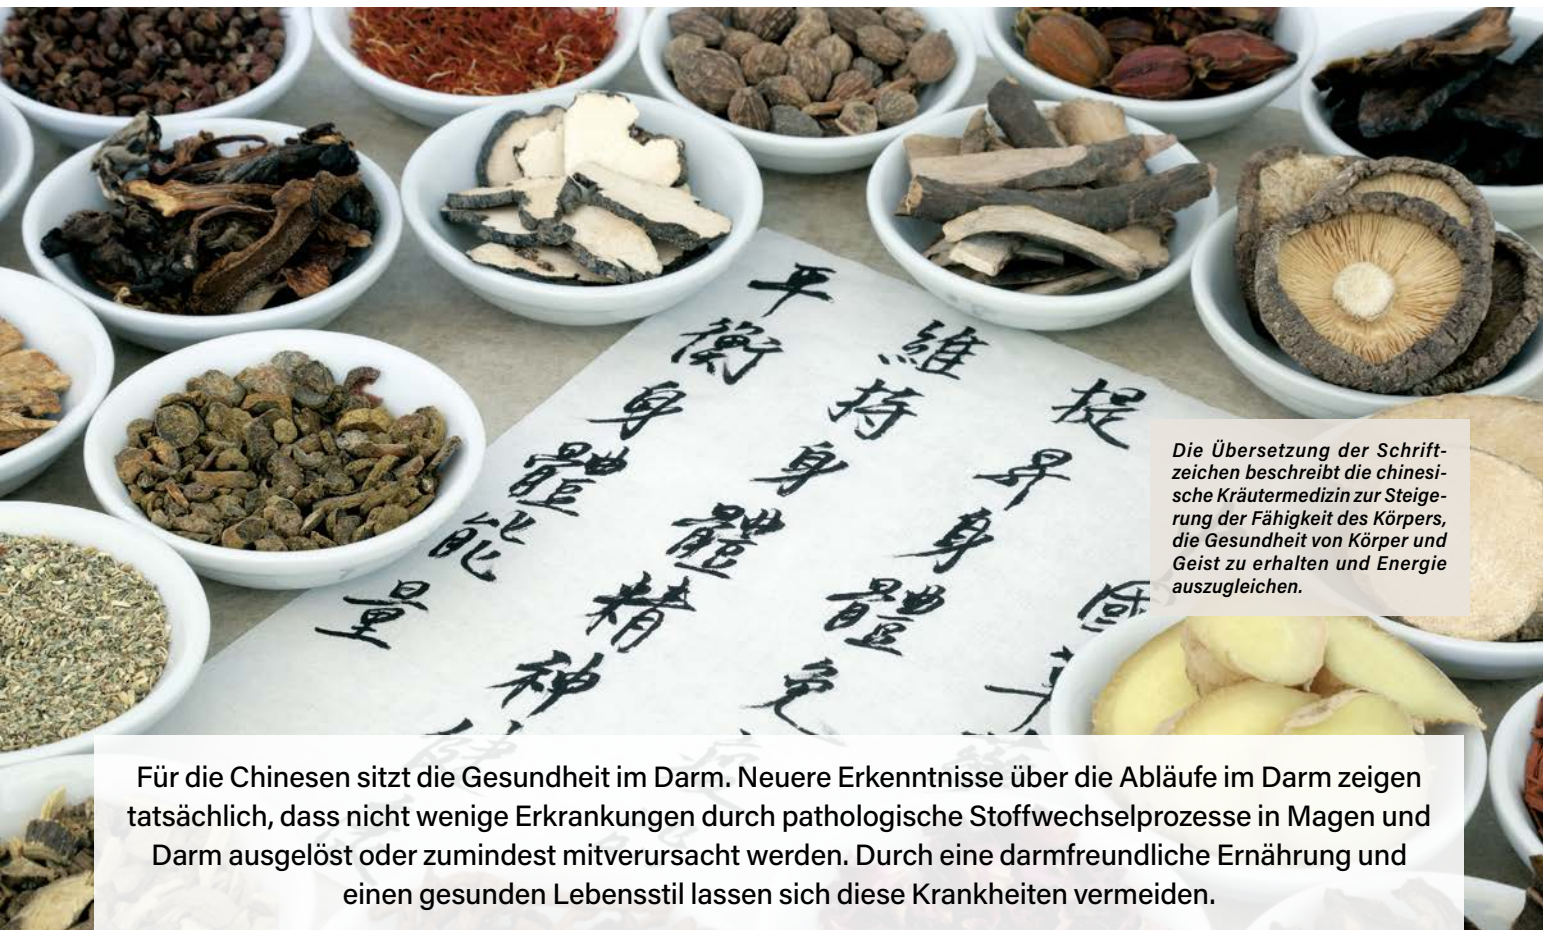 國
提昇身體免
維持身體精神
平衡身體能量
Die Übersetzung der Schrift-
zeichen beschreibt die chinesi-
sche Kräutermedizin zur Steige-
rung der Fähigkeit des Körpers,
die Gesundheit von Körper und
Geist zu erhalten und Energie
auszugleichen.
Für die Chinesen sitzt die Gesundheit im Darm. Neuere Erkenntnisse über die Abläufe im Darm zeigen
tatsächlich, dass nicht wenige Erkrankungen durch pathologische Stoffwechselprozesse in Magen und
Darm ausgelöst oder zumindest mitverursacht werden. Durch eine darmfreundliche Ernährung und
einen gesunden Lebensstil lassen sich diese Krankheiten vermeiden.